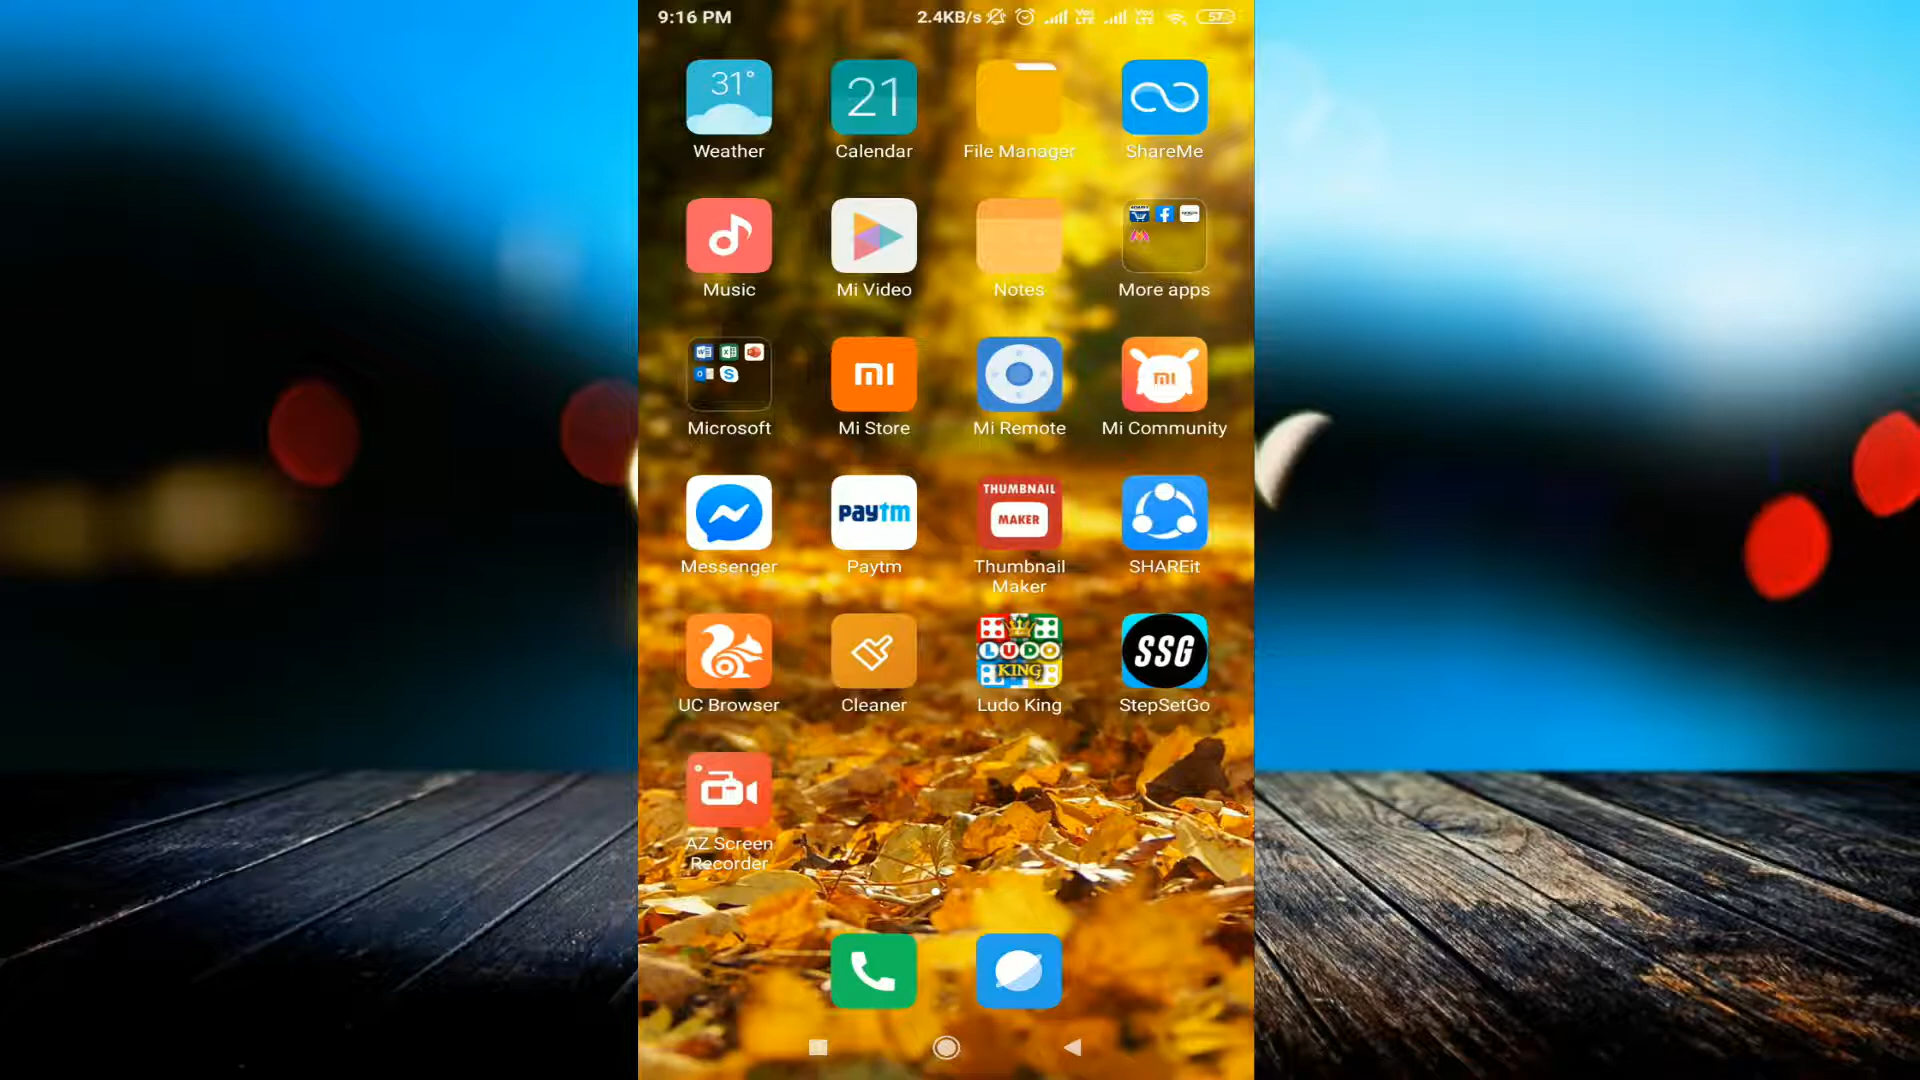 9:16 PM 2.4KB/s 57
31°
21
Weather Calendar File Manager ShareMe
Music Mi Video Notes More apps
Microsoft Mi Store Mi Remote Mi Community
THUMBNAIL
MAKER
paytm
Messenger Paytm Thumbnail Maker SHAREit
LUDO
KING
SSG
UC Browser Cleaner Ludo King StepSetGo
AZ Screen
Recorder